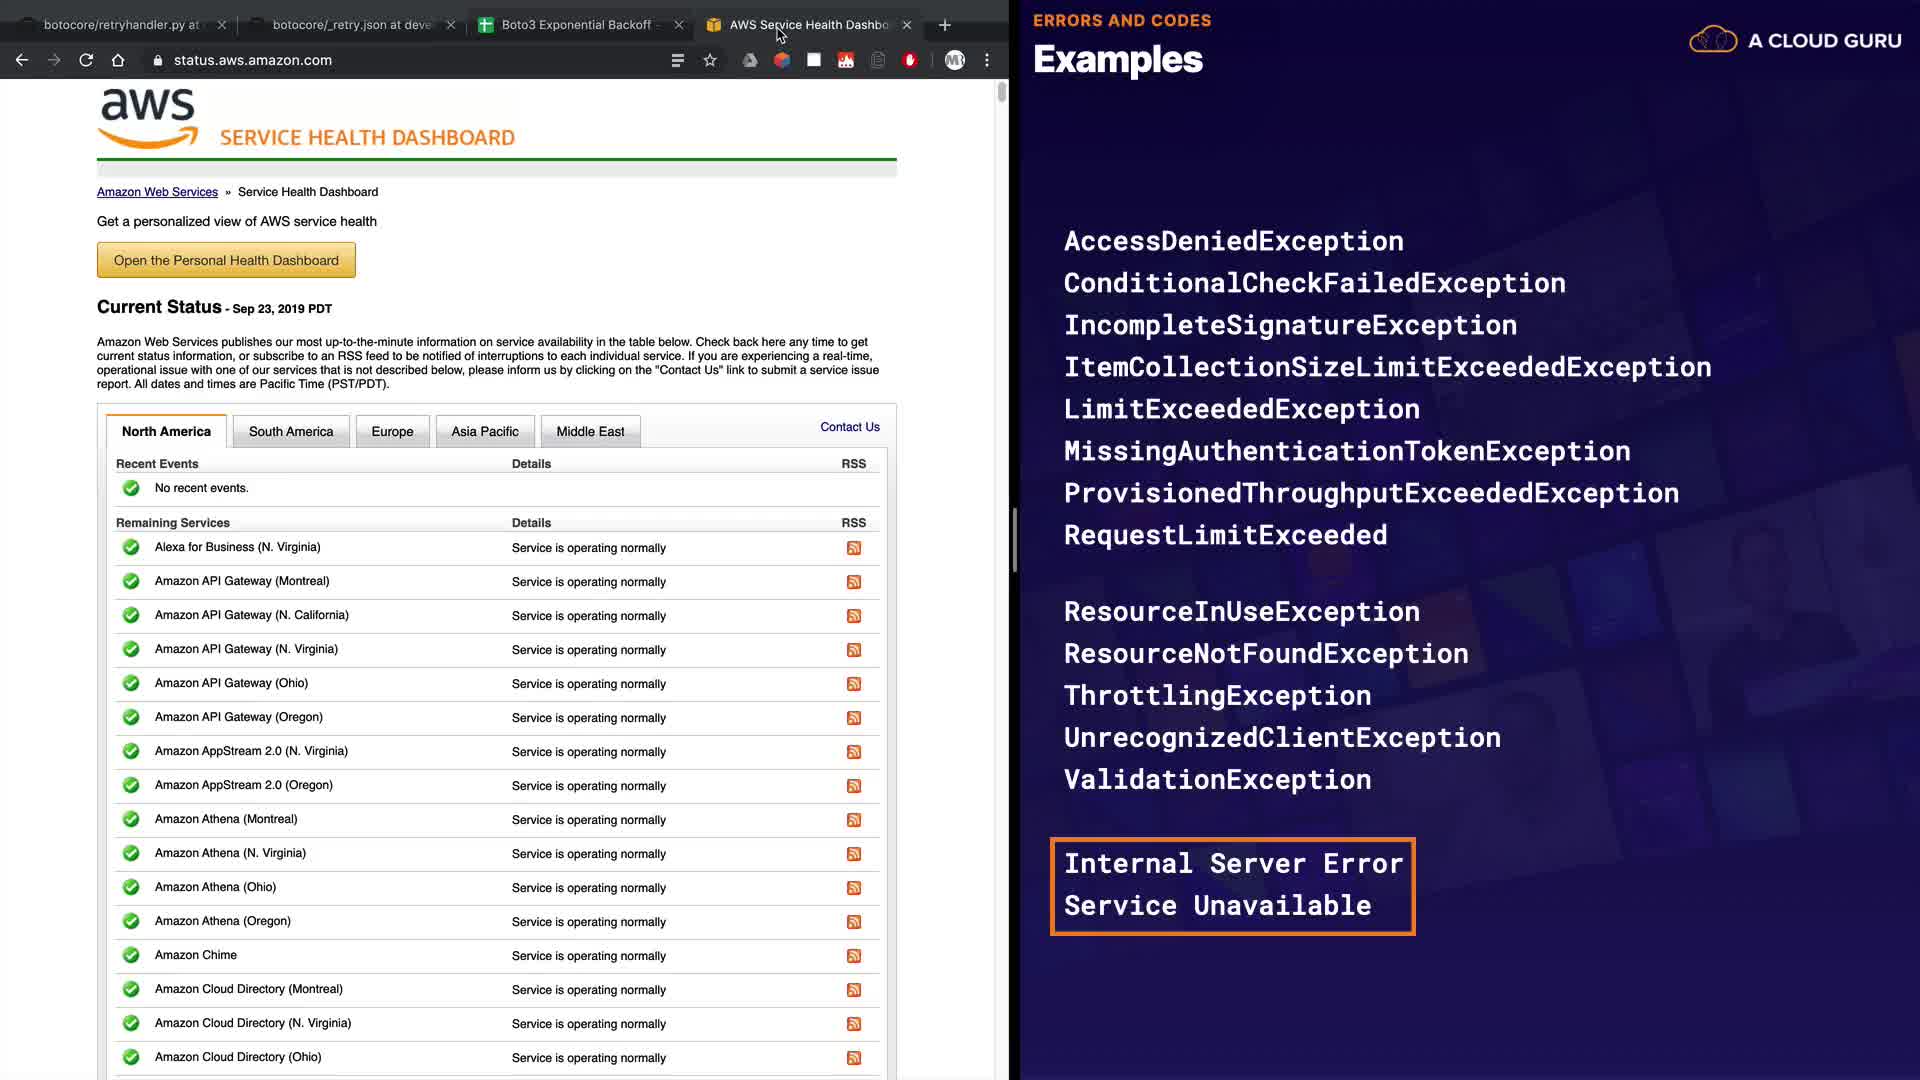 botocore/retryhandler.py at
botocore/_retry.json at deve
Boto3 Exponential Backoff -
AWS Service Health Dashbo
status.aws.amazon.com
aws
SERVICE HEALTH DASHBOARD
Amazon Web Services » Service Health Dashboard
Get a personalized view of AWS service health
Open the Personal Health Dashboard
Current Status - Sep 23, 2019 PDT
Amazon Web Services publishes our most up-to-the-minute information on service availability in the table below. Check back here any time to get
current status information, or subscribe to an RSS feed to be notified of interruptions to each individual service. If you are experiencing a real-time,
operational issue with one of our services that is not described below, please inform us by clicking on the "Contact Us" link to submit a service issue
report. All dates and times are Pacific Time (PST/PDT).
North America South America Europe Asia Pacific Middle East Contact Us
Recent Events Details RSS
No recent events.
Remaining Services Details RSS
Alexa for Business (N. Virginia) Service is operating normally
Amazon API Gateway (Montreal) Service is operating normally
Amazon API Gateway (N. California) Service is operating normally
Amazon API Gateway (N. Virginia) Service is operating normally
Amazon API Gateway (Ohio) Service is operating normally
Amazon API Gateway (Oregon) Service is operating normally
Amazon AppStream 2.0 (N. Virginia) Service is operating normally
Amazon AppStream 2.0 (Oregon) Service is operating normally
Amazon Athena (Montreal) Service is operating normally
Amazon Athena (N. Virginia) Service is operating normally
Amazon Athena (Ohio) Service is operating normally
Amazon Athena (Oregon) Service is operating normally
Amazon Chime Service is operating normally
Amazon Cloud Directory (Montreal) Service is operating normally
Amazon Cloud Directory (N. Virginia) Service is operating normally
Amazon Cloud Directory (Ohio) Service is operating normally
ERRORS AND CODES
Examples
A CLOUD GURU
AccessDeniedException
ConditionalCheckFailedException
IncompleteSignatureException
ItemCollectionSizeLimitExceededException
LimitExceededException
MissingAuthenticationTokenException
ProvisionedThroughputExceededException
RequestLimitExceeded
ResourceInUseException
ResourceNotFoundException
ThrottlingException
UnrecognizedClientException
ValidationException
Internal Server Error
Service Unavailable